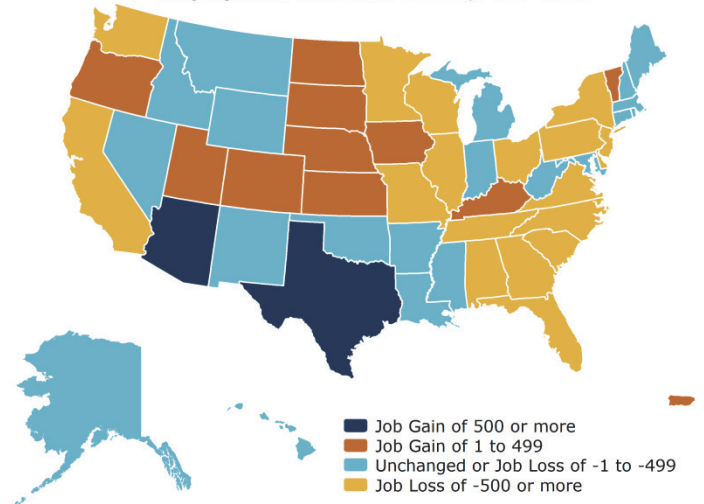 Job Gain of 500 or more
Job Gain of 1 to 499
Unchanged or Job Loss of -1 to -499
Job Loss of -500 or more